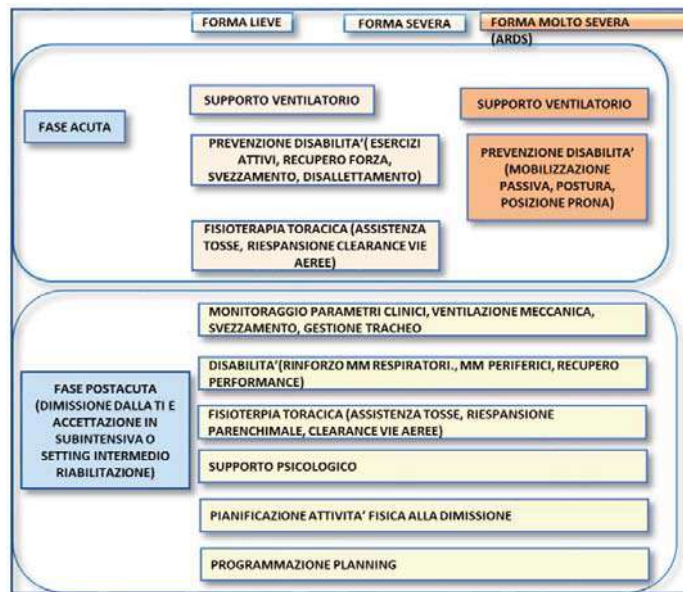 FORMA LIEVE
FORMA SEVERA
FORMA MOLTO SEVERA
(ARDS)
FASE ACUTA
SUPPORTO VENTILATORIO
PREVENZIONE DISABILITA'( ESERCIZI
ATTIVI, RECUPERO FORZA,
SVEZZAMENTO, DISALLETTAMENTO)
FISIOTERAPIA TORACICA (ASSISTENZA
TOSSE, RIESPANSIONE CLEARANCE VIE
AEREE)
SUPPORTO VENTILATORIO
PREVENZIONE DISABILITA'
(MOBILIZZAZIONE
PASSIVA, POSTURA,
POSIZIONE PRONA)
FASE POSTACUTA
(DIMISSIONE DALLA TI E
ACCETTAZIONE IN
SUBINTENSIVA O
SETTING INTERMEDIO
RIABILITAZIONE)
MONITORAGGIO PARAMETRI CLINICI, VENTILAZIONE MECCANICA,
SVEZZAMENTO, GESTIONE TRACHEO
DISABILITA'(RINFORZO MM RESPIRATORI., MM PERIFERICI, RECUPERO
PERFORMANCE)
FISIOTERPIA TORACICA (ASSISTENZA TOSSE, RIESPANSIONE
PARENCHIMALE, CLEARANCE VIE AEREE)
SUPPORTO PSICOLOGICO
PIANIFICAZIONE ATTIVITA' FISICA ALLA DIMISSIONE
PROGRAMMAZIONE PLANNING